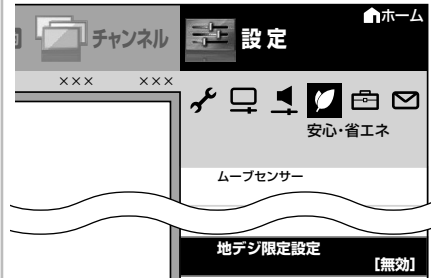 ホーム
チャンネル
設定
××× ×××
安心・省エネ
ムーブセンサー
地デジ限定設定
[無効]